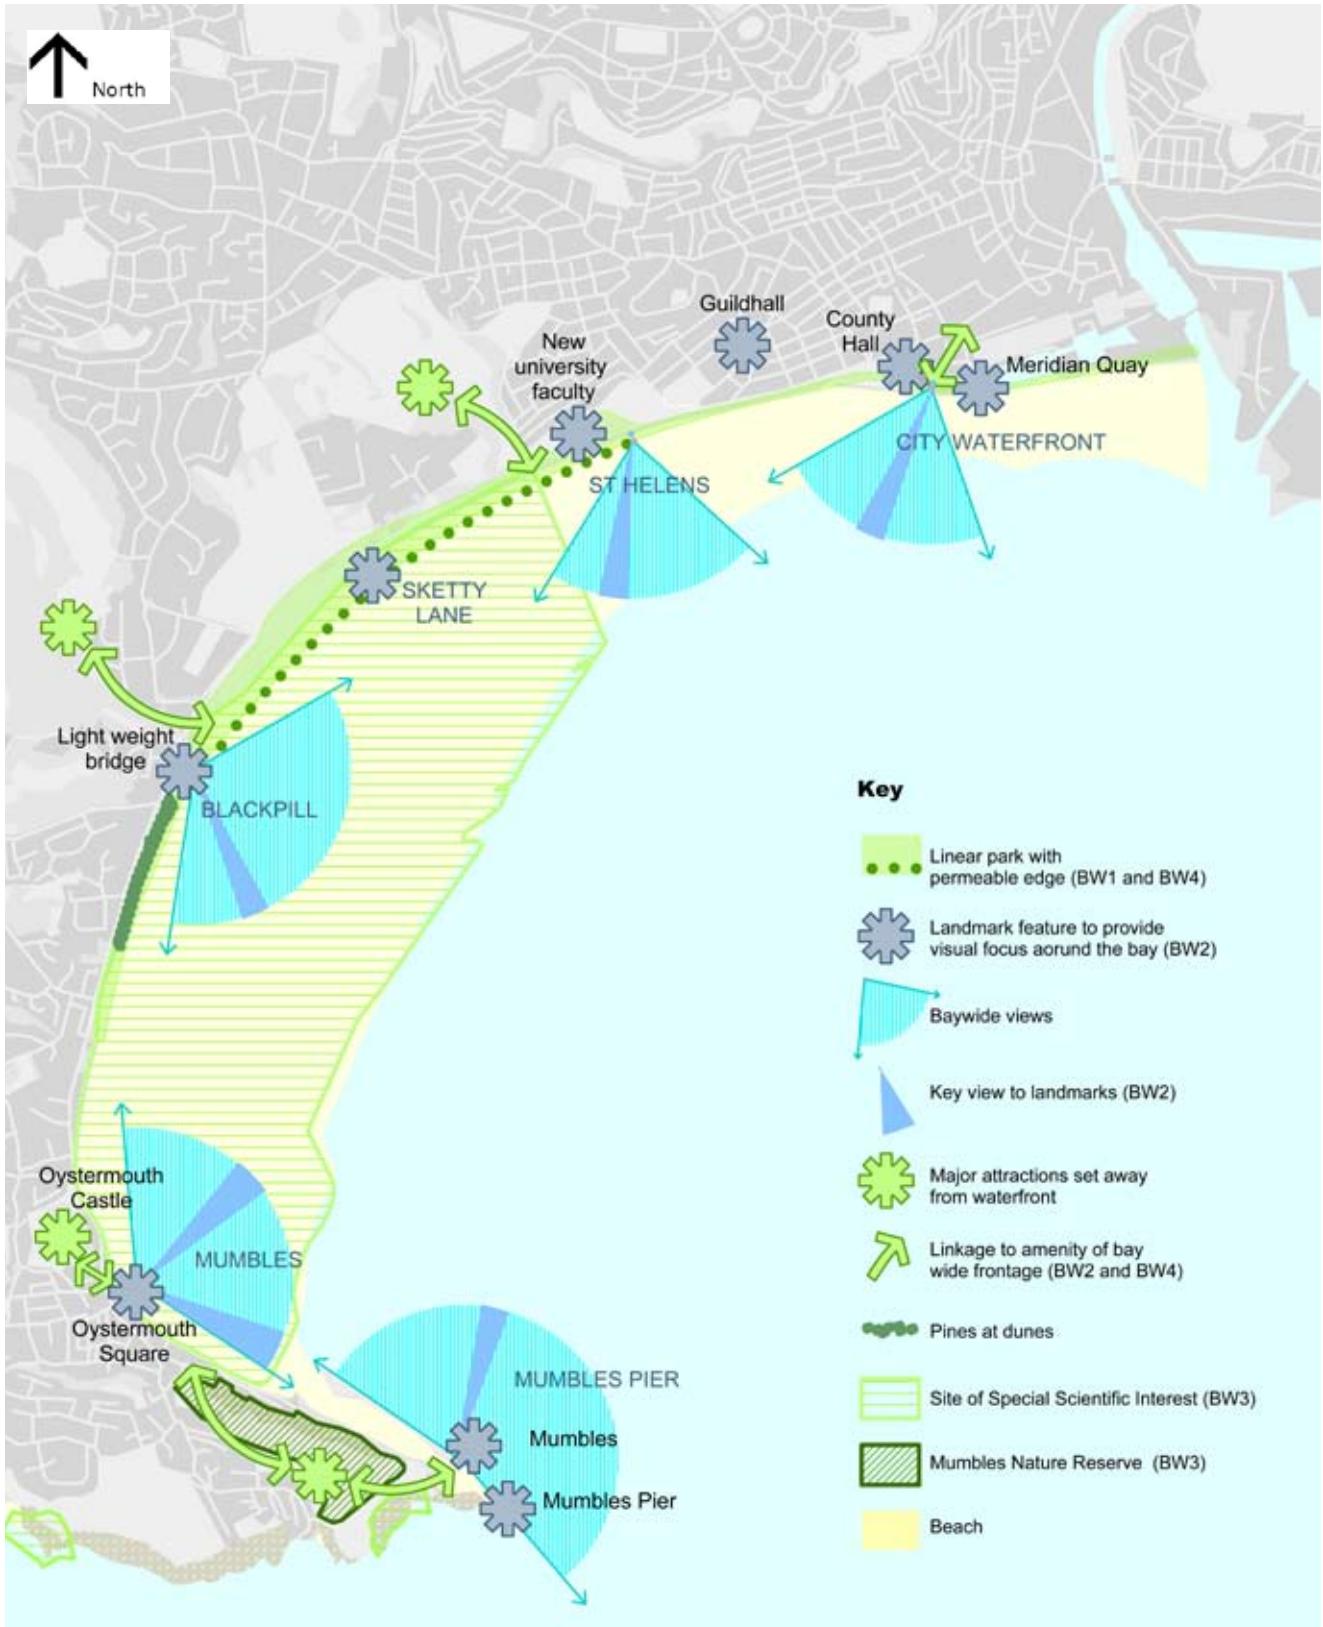 North
Guildhall
County
Hall
Meridian Quay
New
university
faculty
CITY WATERFRONT
ST HELENS
SKETTY
LANE
Light weight
bridge
BLACKPILL
Key
Linear park with
permeable edge (BW1 and BW4)
Landmark feature to provide
visual focus aorund the bay (BW2)
Baywide views
Key view to landmarks (BW2)
Major attractions set away
from waterfront
Linkage to amenity of bay
wide frontage (BW2 and BW4)
Pines at dunes
Site of Special Scientific Interest (BW3)
Mumbles Nature Reserve (BW3)
Beach
Oystermouth
Castle
MUMBLES
Oystermouth
Square
MUMBLES PIER
Mumbles
Mumbles Pier